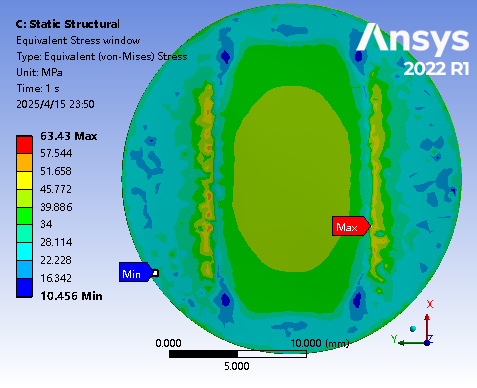 C: Static Structural
Equivalent Stress window
Type: Equivalent (von-Mises) Stress
Unit: MPa
Time: 1 s
2025/4/15 23:50
Ansys
2022 R1
63.43 Max
57.544
51.658
45.772
39.886
34
28.114
22.228
16.342
10.456 Min
Max
Min
0.000
10.000 (mm)
5.000
X
Y
Z